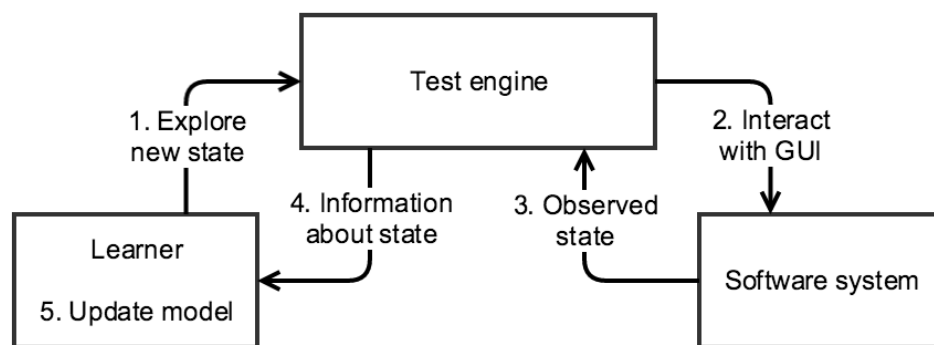 Test engine
1. Explore
new state
2. Interact
with GUI
3. Observed
state
4. Information
about state
Learner
5. Update model
Software system